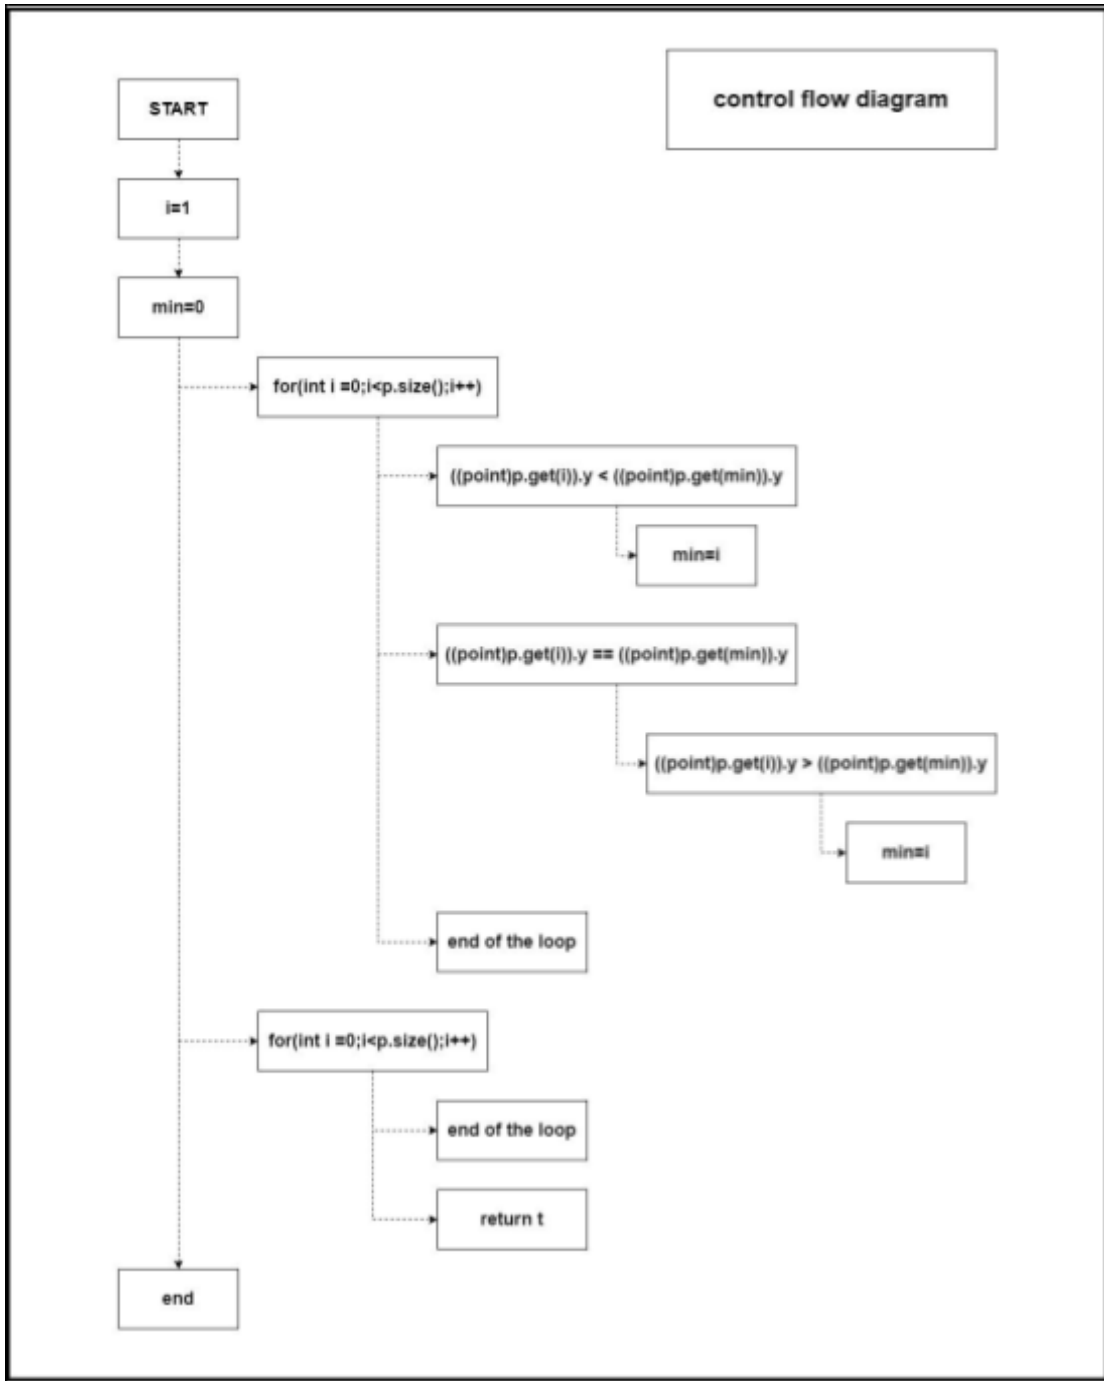 control flow diagram
START
i=1
min=0
for(int i =0;i<p.size();i++)
((point)p.get(i)).y < ((point)p.get(min)).y
min=i
((point)p.get(i)).y == ((point)p.get(min)).y
((point)p.get(i)).y > ((point)p.get(min)).y
min=i
end of the loop
for(int i =0;i<p.size();i++)
end of the loop
return t
end